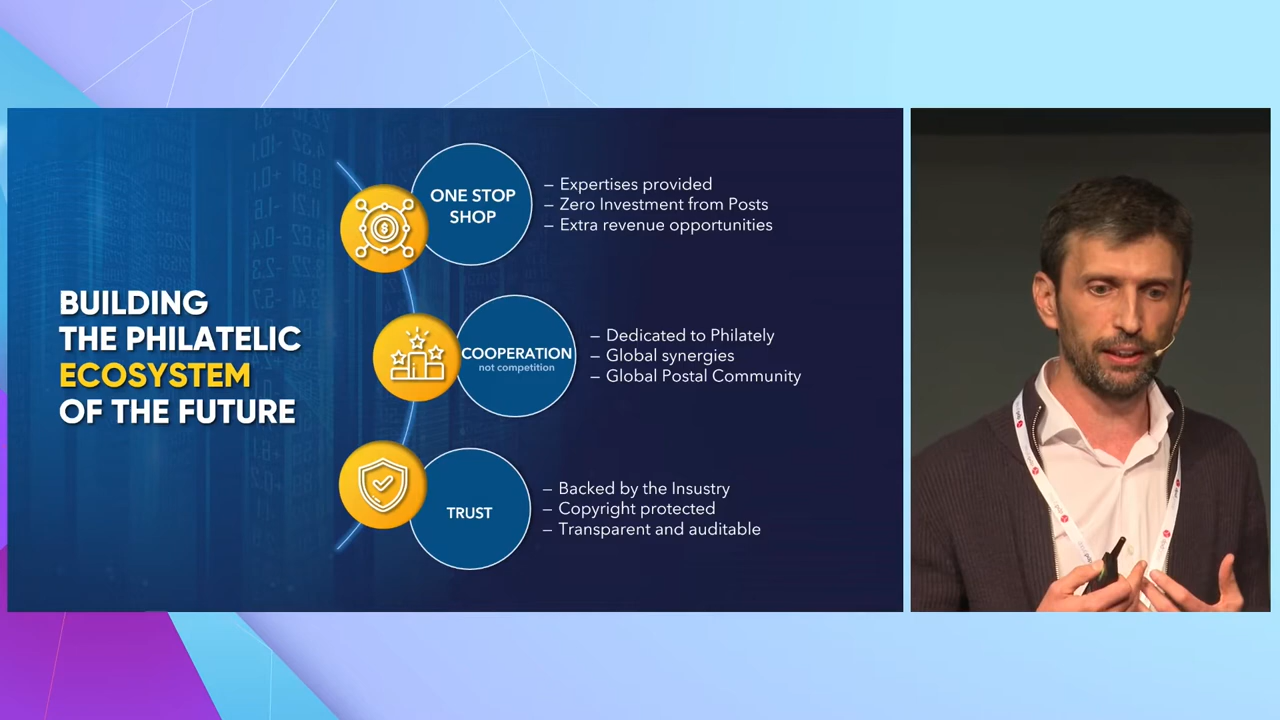 BUILDING
THE PHILATELIC
ECOSYSTEM
OF THE FUTURE
ONE STOP
SHOP
– Expertises provided
– Zero Investment from Posts
– Extra revenue opportunities
COOPERATION
not competition
– Dedicated to Philately
– Global synergies
– Global Postal Community
TRUST
– Backed by the Insustry
– Copyright protected
– Transparent and auditable
$